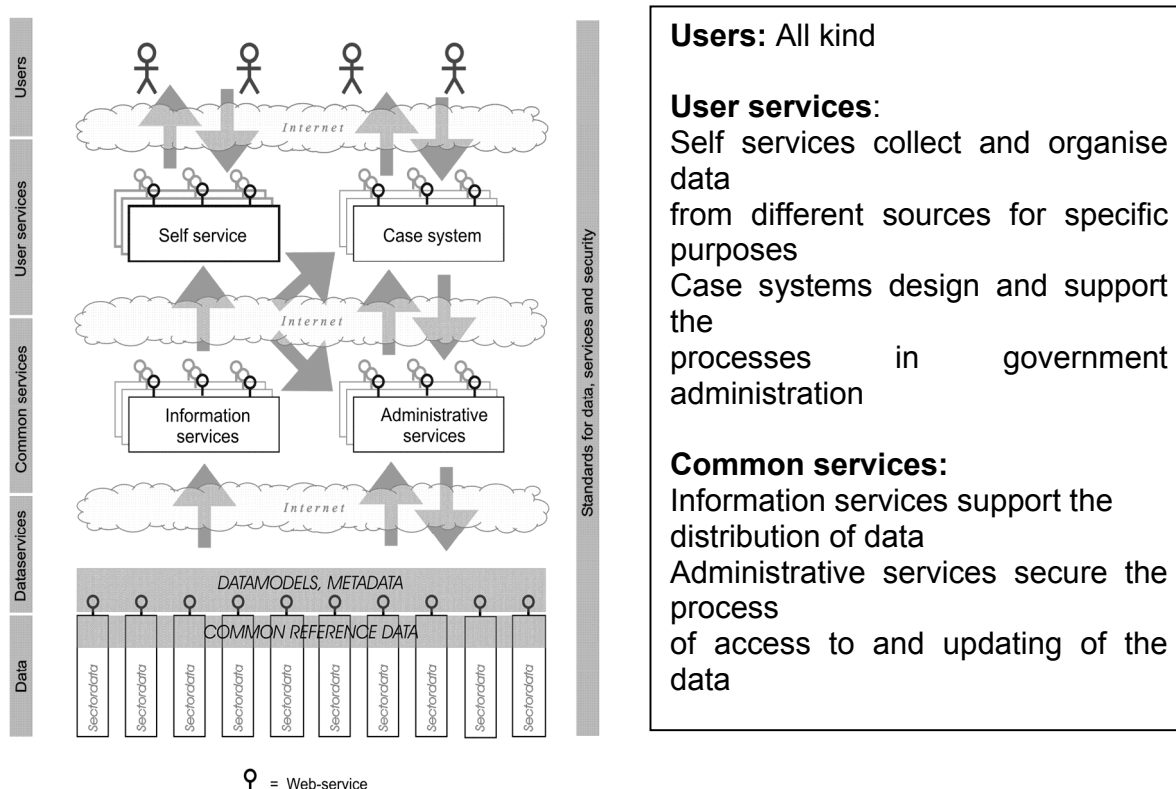 Users
User services
Common services
Dataservices
Data
Internet
Self service
Case system
Internet
Information
services
Administrative
services
Internet
DATAMODELS, METADATA
COMMON REFERENCE DATA
Sectordata
Sectordata
Sectordata
Sectordata
Sectordata
Sectordata
Sectordata
Sectordata
Sectordata
Sectordata
Standards for data, services and security
= Web-service
Users: All kind
User services:
Self services collect and organise
data
from different sources for specific
purposes
Case systems design and support
the
processes in government
administration
Common services:
Information services support the
distribution of data
Administrative services secure the
process
of access to and updating of the
data